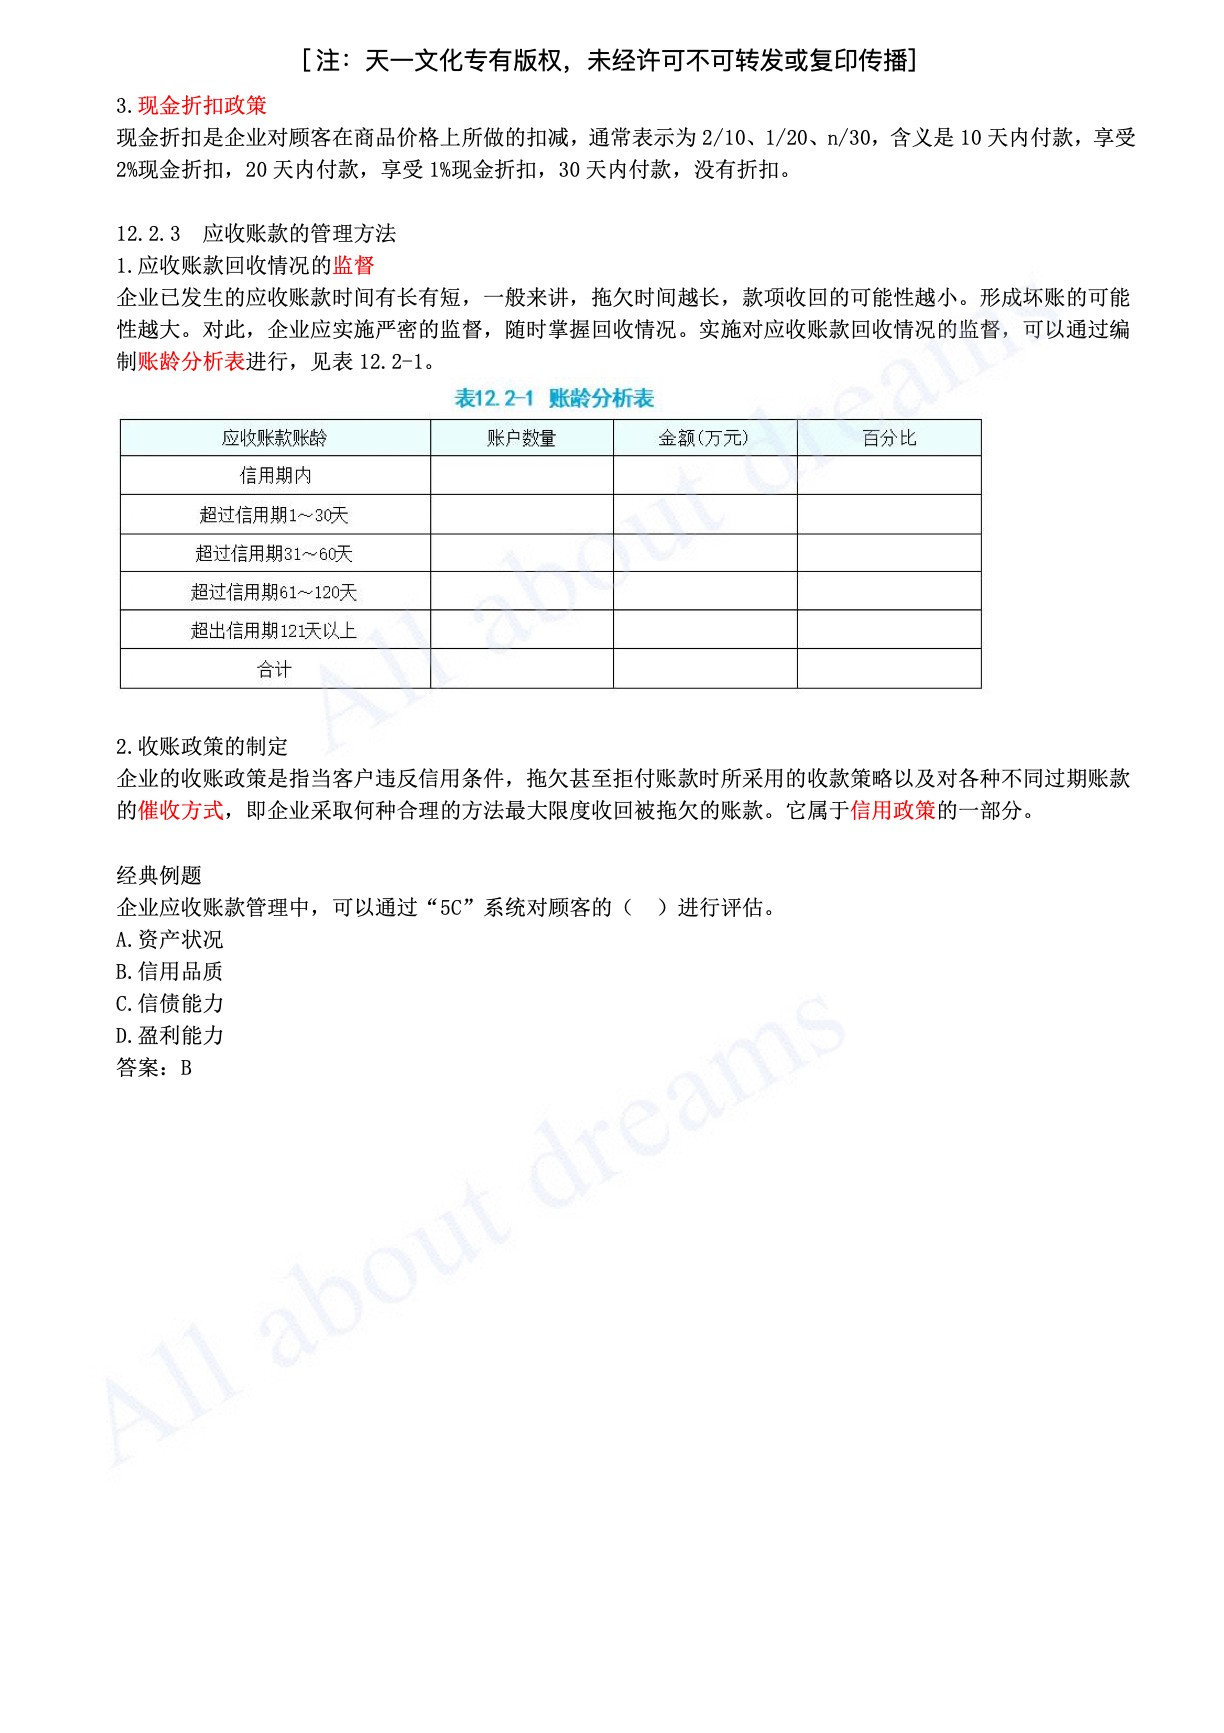 [注：天一文化专有版权，未经许可不可转发或复印传播]
3.现金折扣政策
现金折扣是企业对顾客在商品价格上所做的扣减，通常表示为 2/10、1/20、n/30，含义是 10 天内付款，享受
2%现金折扣，20 天内付款，享受 1%现金折扣，30 天内付款，没有折扣。
12.2.3 应收账款的管理方法
1.应收账款回收情况的监督
企业已发生的应收账款时间有长有短，一般来讲，拖欠时间越长，款项收回的可能性越小。形成坏账的可能
性越大。对此，企业应实施严密的监督，随时掌握回收情况。实施对应收账款回收情况的监督，可以通过编
制账龄分析表进行，见表 12.2-1。
表12.2-1 账龄分析表
应收账款账龄 账户数量 金额(万元) 百分比
信用期内
超过信用期1～30天
超过信用期31～60天
超过信用期61～120天
超出信用期121天以上
合计
2.收账政策的制定
企业的收账政策是指当客户违反信用条件，拖欠甚至拒付账款时所采用的收款策略以及对各种不同过期账款
的催收方式，即企业采取何种合理的方法最大限度收回被拖欠的账款。它属于信用政策的一部分。
经典例题
企业应收账款管理中，可以通过“5C”系统对顾客的（ ）进行评估。
A.资产状况
B.信用品质
C.信债能力
D.盈利能力
答案：B
All about dreams
All about dreams